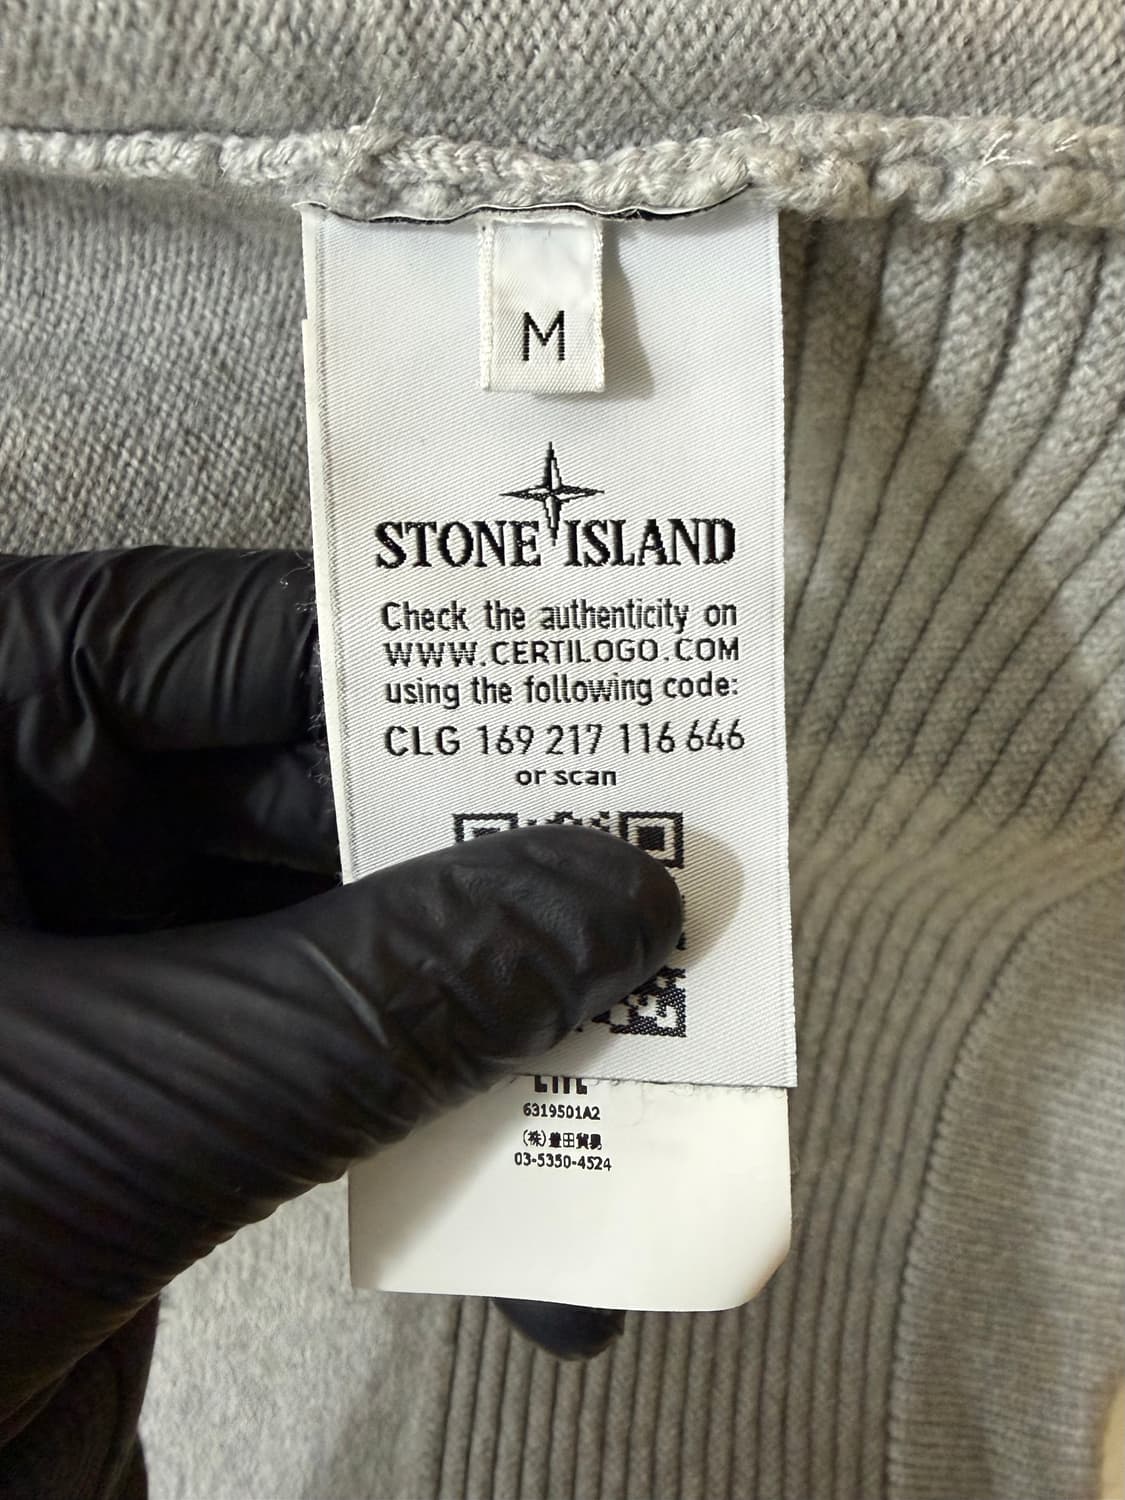 M
STONE ISLAND
Check the authenticity on
WWW.CERTILOGO.COM
using the following code:
CLG 169 217 116 646
or scan
6319501A2
(株)豊田貿易
03-5350-4524